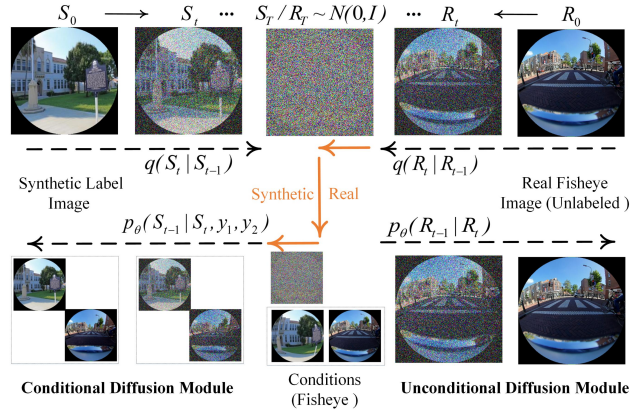 S_0 → S_t ··· S_T / R_T ~ N(0,I) ··· R_t ← R_0
q(S_t | S_{t-1})
q(R_t | R_{t-1})
Synthetic Label
Image
Synthetic Real
Real Fisheye
Image (Unlabeled )
p_θ(S_{t-1} | S_t, y_1, y_2)
p_θ(R_{t-1} | R_t)
Conditional Diffusion Module
Conditions
(Fisheye )
Unconditional Diffusion Module